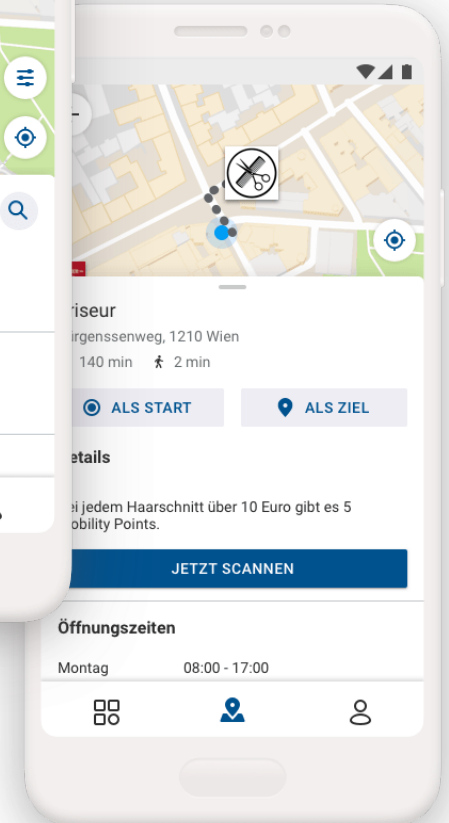 riseur
ürgenssenweg, 1210 Wien
140 min 2 min
ALS START
ALS ZIEL
etails
ei jedem Haarschnitt über 10 Euro gibt es 5
obility Points.
JETZT SCANNEN
Öffnungszeiten
Montag 08:00 - 17:00